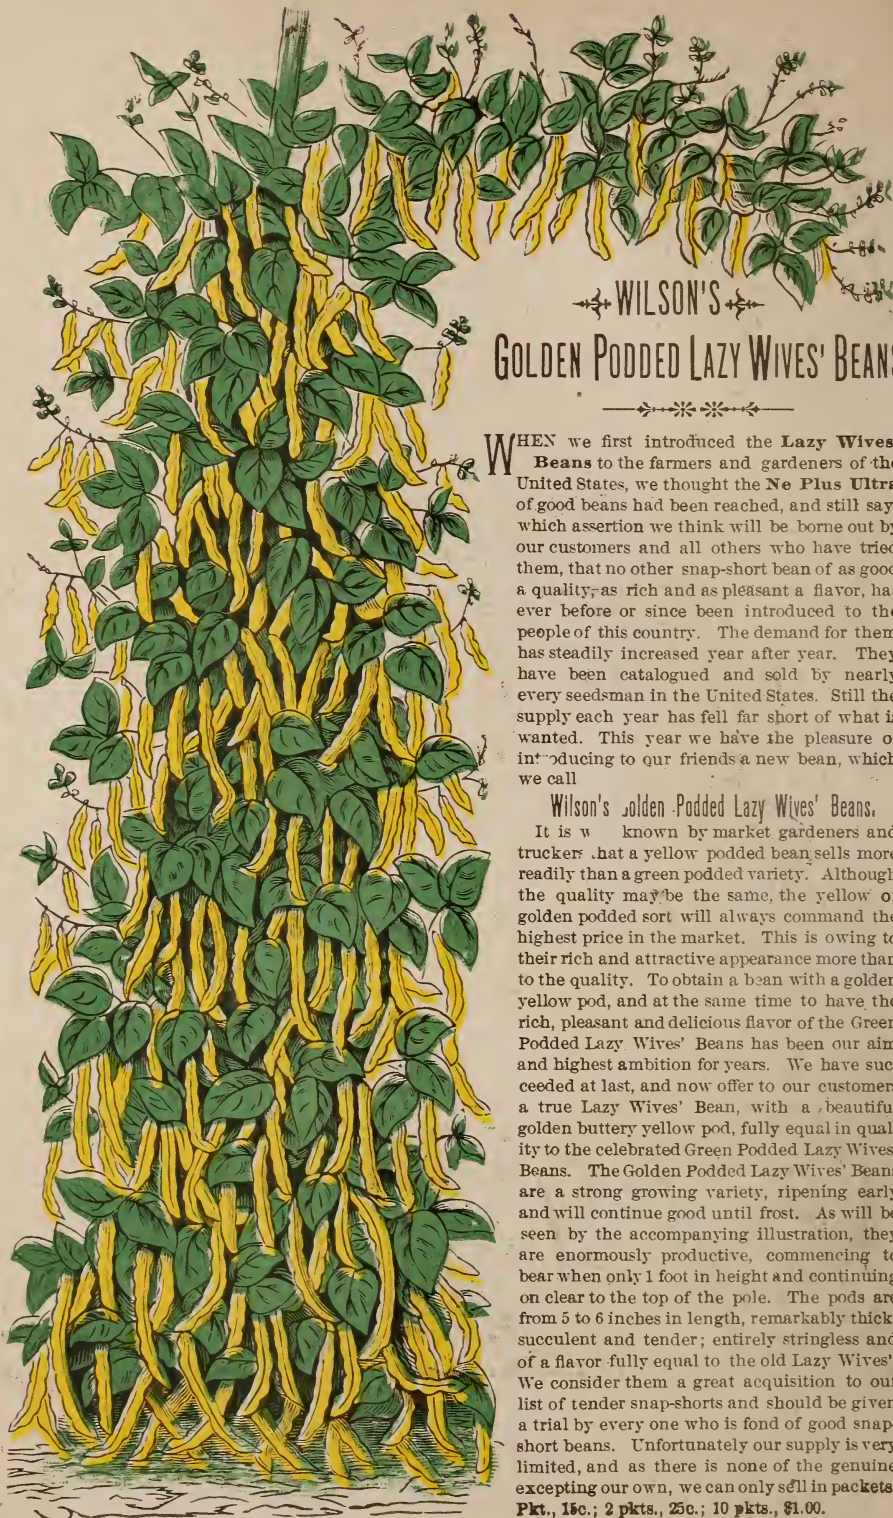 WILSON'S
GOLDEN PODDED LAZY WIVES' BEANS
WHEN we first introduced the Lazy Wives
Beans to the farmers and gardeners of the
United States, we thought the Ne Plus Ultra
of good beans had been reached, and still say
which assertion we think will be borne out by
our customers and all others who have tried
them, that no other snap-short bean of as good
a quality, as rich and as pleasant a flavor, ha
ever before or since been introduced to the
people of this country. The demand for them
has steadily increased year after year. They
have been catalogued and sold by nearly
every seedsman in the United States. Still the
supply each year has fell far short of what i
wanted. This year we have the pleasure o
introducing to our friends a new bean, which
we call
Wilson's olden Podded Lazy Wives' Beans.
It is w known by market gardeners and
truckers that a yellow podded bean sells more
readily than a green podded variety. Although
the quality may be the same, the yellow or
golden podded sort will always command the
highest price in the market. This is owing to
their rich and attractive appearance more than
to the quality. To obtain a bean with a golden
yellow pod, and at the same time to have the
rich, pleasant and delicious flavor of the Green
Podded Lazy Wives' Beans has been our aim
and highest ambition for years. We have suc
ceeded at last, and now offer to our customers
a true Lazy Wives' Bean, with a beautiful
golden buttery yellow pod, fully equal in qual
ity to the celebrated Green Podded Lazy Wives
Beans. The Golden Podded Lazy Wives' Beans
are a strong growing variety, ripening early
and will continue good until frost. As will be
seen by the accompanying illustration, they
are enormously productive, commencing to
bear when only 1 foot in height and continuing
on clear to the top of the pole. The pods are
from 5 to 6 inches in length, remarkably thick
succulent and tender; entirely stringless and
of a flavor fully equal to the old Lazy Wives'
We consider them a great acquisition to our
list of tender snap-shorts and should be given
a trial by every one who is fond of good snap-
short beans. Unfortunately our supply is very
limited, and as there is none of the genuine
excepting our own, we can only sell in packets
Pkt., 15c.; 2 pkts., 25c.; 10 pkts., $1.00.